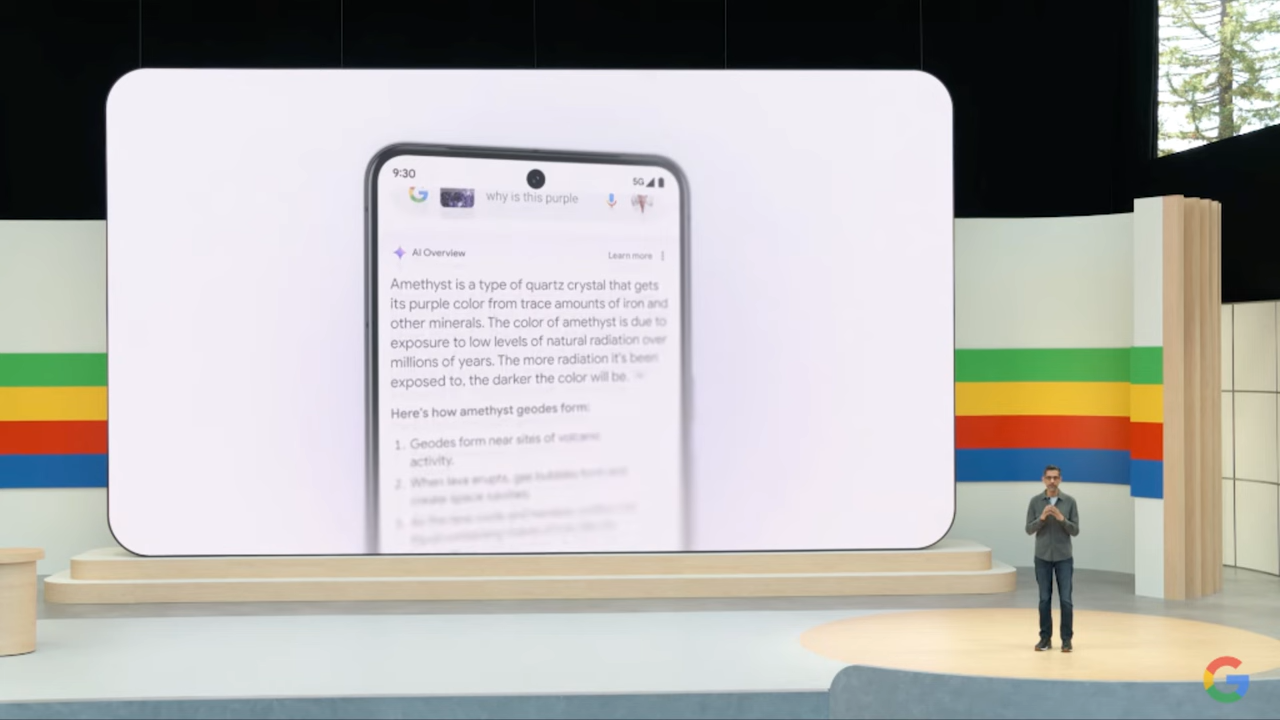 9:30
5G
why is this purple
AI Overview
Learn more
Amethyst is a type of quartz crystal that gets
its purple color from trace amounts of iron and
other minerals. The color of amethyst is due to
exposure to low levels of natural radiation over
millions of years. The more radiation it's been
exposed to, the darker the color will be.
Here's how amethyst geodes form:
1. Geodes form near sites of volcanic
activity.
2. When lava erupts, gas bubbles form and
create space cavities.
3.